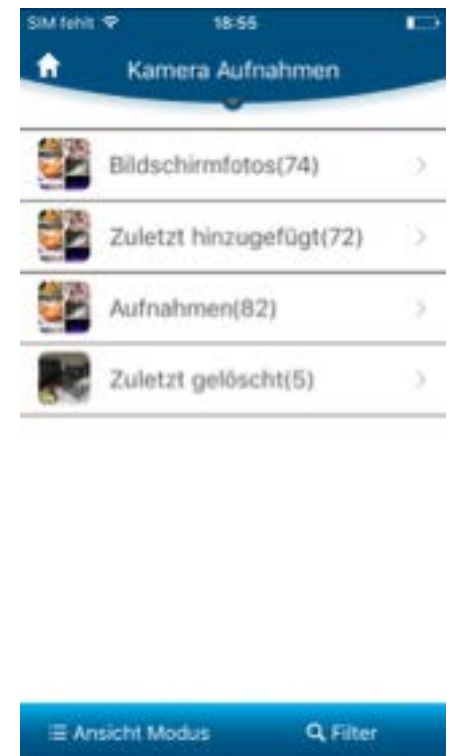 SIM fehlt 18:55
Kamera Aufnahmen
Bildschirmfotos(74)
Zuletzt hinzugefügt(72)
Aufnahmen(82)
Zuletzt gelöscht(5)
Ansicht Modus Filter